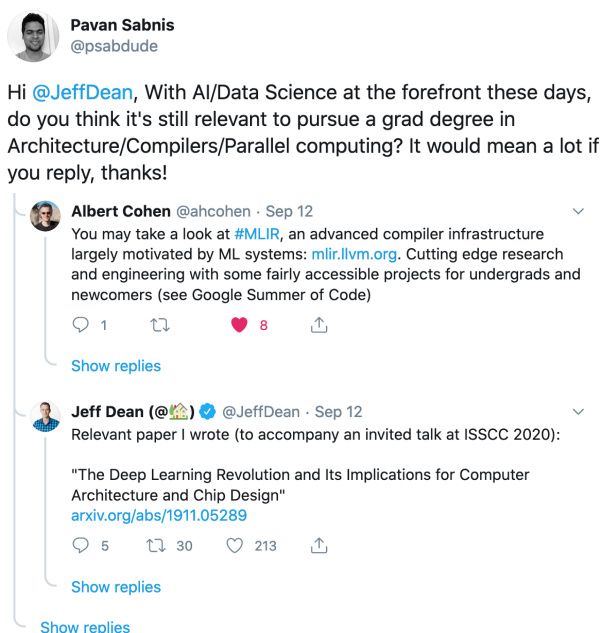 Pavan Sabnis
@psabdude
Hi @JeffDean, With AI/Data Science at the forefront these days,
do you think it's still relevant to pursue a grad degree in
Architecture/Compilers/Parallel computing? It would mean a lot if
you reply, thanks!
Albert Cohen @ahcohen · Sep 12
You may take a look at #MLIR, an advanced compiler infrastructure
largely motivated by ML systems: mlir.llvm.org. Cutting edge research
and engineering with some fairly accessible projects for undergrads and
newcomers (see Google Summer of Code)
1 8
Show replies
Jeff Dean (@🏡) @JeffDean · Sep 12
Relevant paper I wrote (to accompany an invited talk at ISSCC 2020):
"The Deep Learning Revolution and Its Implications for Computer
Architecture and Chip Design"
arxiv.org/abs/1911.05289
5 30 213
Show replies
Show replies